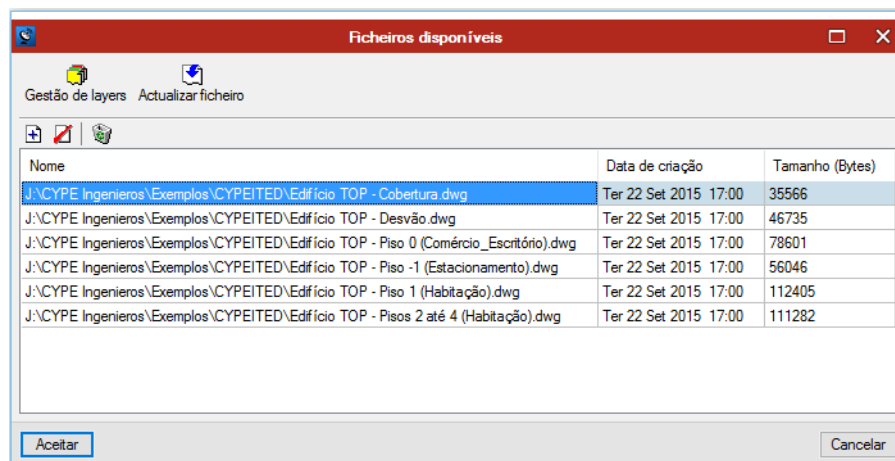 Ficheiros disponíveis
Gestão de layers Actualizar ficheiro
Nome Data de criação Tamanho (Bytes)
J:\CYPE Ingenieros\Exemplos\CYPEITED\Edifício TOP - Cobertura.dwg Ter 22 Set 2015 17:00 35566
J:\CYPE Ingenieros\Exemplos\CYPEITED\Edifício TOP - Desvão.dwg Ter 22 Set 2015 17:00 46735
J:\CYPE Ingenieros\Exemplos\CYPEITED\Edifício TOP - Piso 0 (Comércio_Escritório).dwg Ter 22 Set 2015 17:00 78601
J:\CYPE Ingenieros\Exemplos\CYPEITED\Edifício TOP - Piso -1 (Estacionamento).dwg Ter 22 Set 2015 17:00 56046
J:\CYPE Ingenieros\Exemplos\CYPEITED\Edifício TOP - Piso 1 (Habitação).dwg Ter 22 Set 2015 17:00 112405
J:\CYPE Ingenieros\Exemplos\CYPEITED\Edifício TOP - Pisos 2 até 4 (Habitação).dwg Ter 22 Set 2015 17:00 111282
Aceitar Cancelar